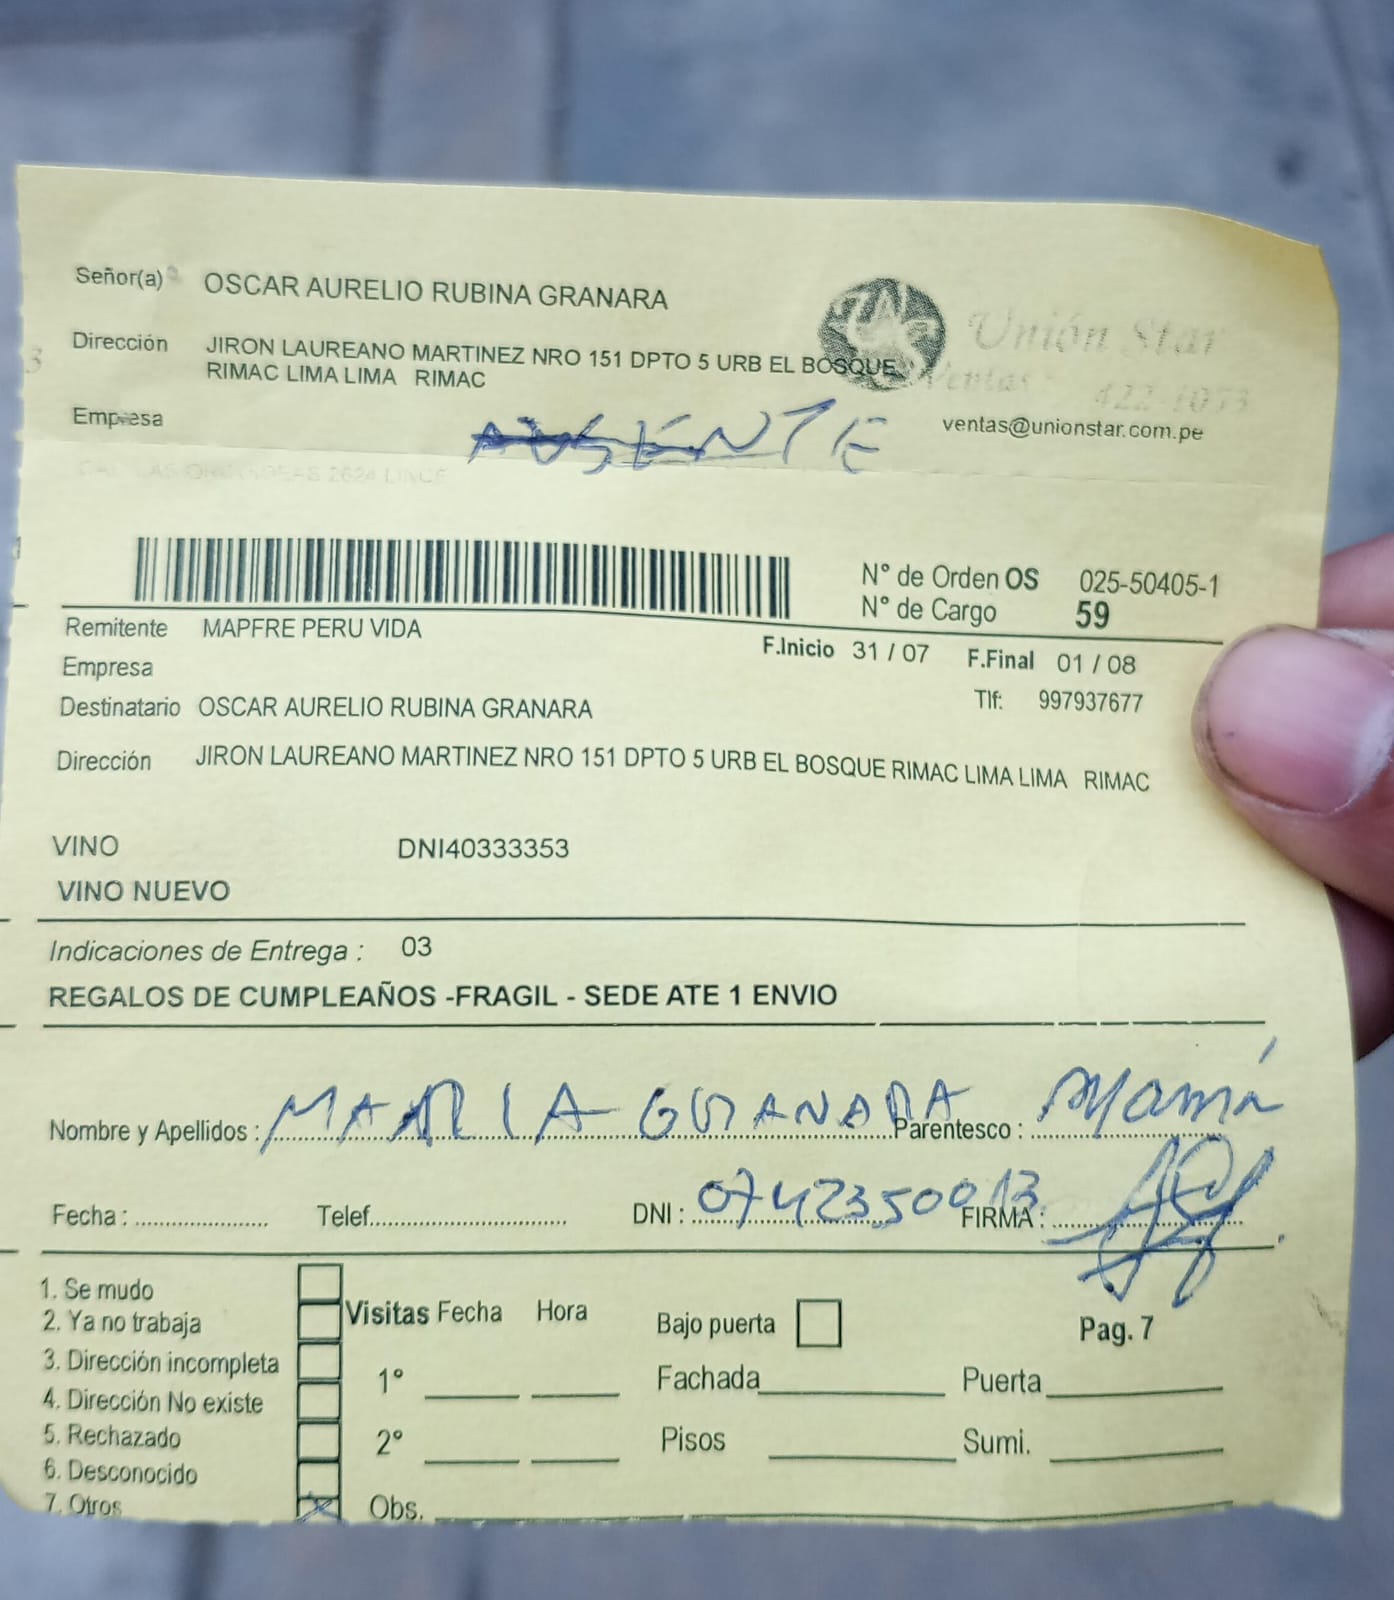 Señor(a) OSCAR AURELIO RUBINA GRANARA
Dirección JIRON LAUREANO MARTINEZ NRO 151 DPTO 5 URB EL BOSQUE
RIMAC LIMA LIMA RIMAC
Unión Star
Ventas 422-1053
ventas@unionstar.com.pe
Empresa
AUSENTE
2624 LINCE
N° de Orden OS 025-50405-1
N° de Cargo 59
Remitente MAPFRE PERU VIDA
F.Inicio 31 / 07 F.Final 01 / 08
Empresa
Tlf: 997937677
Destinatario OSCAR AURELIO RUBINA GRANARA
Dirección JIRON LAUREANO MARTINEZ NRO 151 DPTO 5 URB EL BOSQUE RIMAC LIMA LIMA RIMAC
VINO DNI40333353
VINO NUEVO
Indicaciones de Entrega : 03
REGALOS DE CUMPLEAÑOS -FRAGIL - SEDE ATE 1 ENVIO
Nombre y Apellidos : MARIA GRANARA Parentesco : Mamá
Fecha : Telef. DNI : FIRMA :
1. Se mudo
2. Ya no trabaja
3. Dirección incompleta
4. Dirección No existe
5. Rechazado
6. Desconocido
7. Otros
Visitas Fecha Hora
1°
2°
Obs.
Bajo puerta
Fachada
Pisos
Pag. 7
Puerta
Sumi.